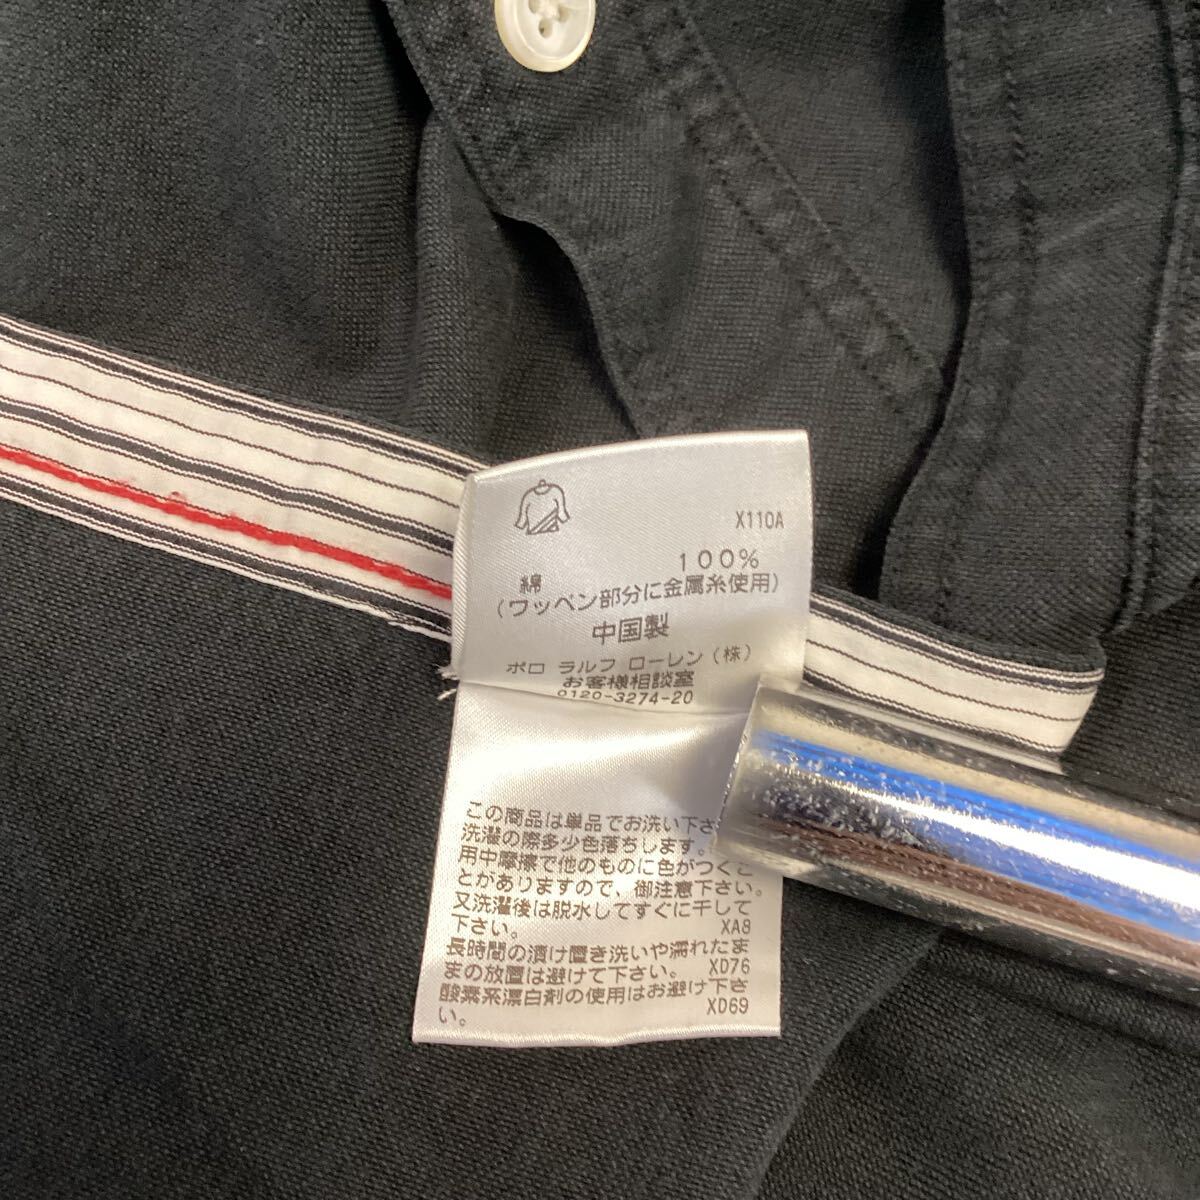 X110A
100%
綿
(ワッペン部分に金属糸使用)
中国製
ポロ ラルフ ローレン(株)
お客様相談室
0120-3274-20
この商品は単品でお洗い下さ
洗濯の際多少色落ちします。
用中摩擦で他のものに色がつくこ
とがありますので、御注意下さい。
又洗濯後は脱水してすぐに干して
下さい。 XA8
長時間の漬け置き洗いや濡れたま
まの放置は避けて下さい。 XD76
酸素系漂白剤の使用はお避け下さ
い。 XD69